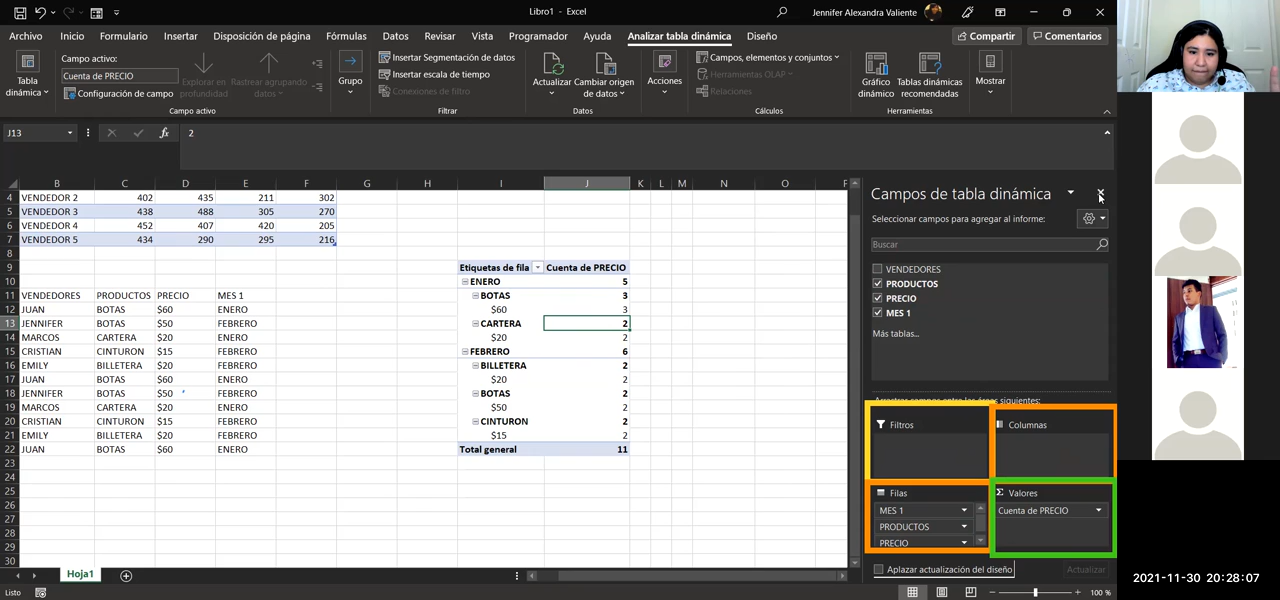 Libro1 - Excel
Jennifer Alexandra Valiente
Archivo Inicio Formulario Insertar Disposición de página Fórmulas Datos Revisar Vista Programador Ayuda Analizar tabla dinámica Diseño Compartir Comentarios
Tabla dinámica
Campo activo:
Cuenta de PRECIO
Configuración de campo
Explorar en profundidad
Rastrear agrupando datos
Campo activo
Grupo
Insertar Segmentación de datos
Insertar escala de tiempo
Conexiones de filtro
Filtrar
Actualizar
Cambiar origen de datos
Datos
Acciones
Campos, elementos y conjuntos
Herramientas OLAP
Relaciones
Cálculos
Gráfico dinámico
Tablas dinámicas recomendadas
Herramientas
Mostrar
J13 fx 2
B C D E F G H I J K L M N O
4 VENDEDOR 2 402 435 211 302
5 VENDEDOR 3 438 488 305 270
6 VENDEDOR 4 452 407 420 205
7 VENDEDOR 5 434 290 295 216
8
9 Etiquetas de fila Cuenta de PRECIO
10 ENERO 5
11 VENDEDORES PRODUCTOS PRECIO MES 1 BOTAS 3
12 JUAN BOTAS $60 ENERO $60 3
13 JENNIFER BOTAS $50 FEBRERO CARTERA 2
14 MARCOS CARTERA $20 ENERO $20 2
15 CRISTIAN CINTURON $15 FEBRERO FEBRERO 6
16 EMILY BILLETERA $20 FEBRERO BILLETERA 2
17 JUAN BOTAS $60 ENERO $20 2
18 JENNIFER BOTAS $50 FEBRERO BOTAS 2
19 MARCOS CARTERA $20 ENERO $50 2
20 CRISTIAN CINTURON $15 FEBRERO CINTURON 2
21 EMILY BILLETERA $20 FEBRERO $15 2
22 JUAN BOTAS $60 ENERO Total general 11
23
24
25
26
27
28
29
30
Campos de tabla dinámica
Seleccionar campos para agregar al informe:
Buscar
VENDEDORES
PRODUCTOS
PRECIO
MES 1
Más tablas...
Arrastrar campos entre las áreas siguientes:
Filtros
Columnas
Filas
MES 1
PRODUCTOS
PRECIO
Valores
Cuenta de PRECIO
Aplazar actualización del diseño
Actualizar
Hoja1
Listo
100 %
2021-11-30 20:28:07